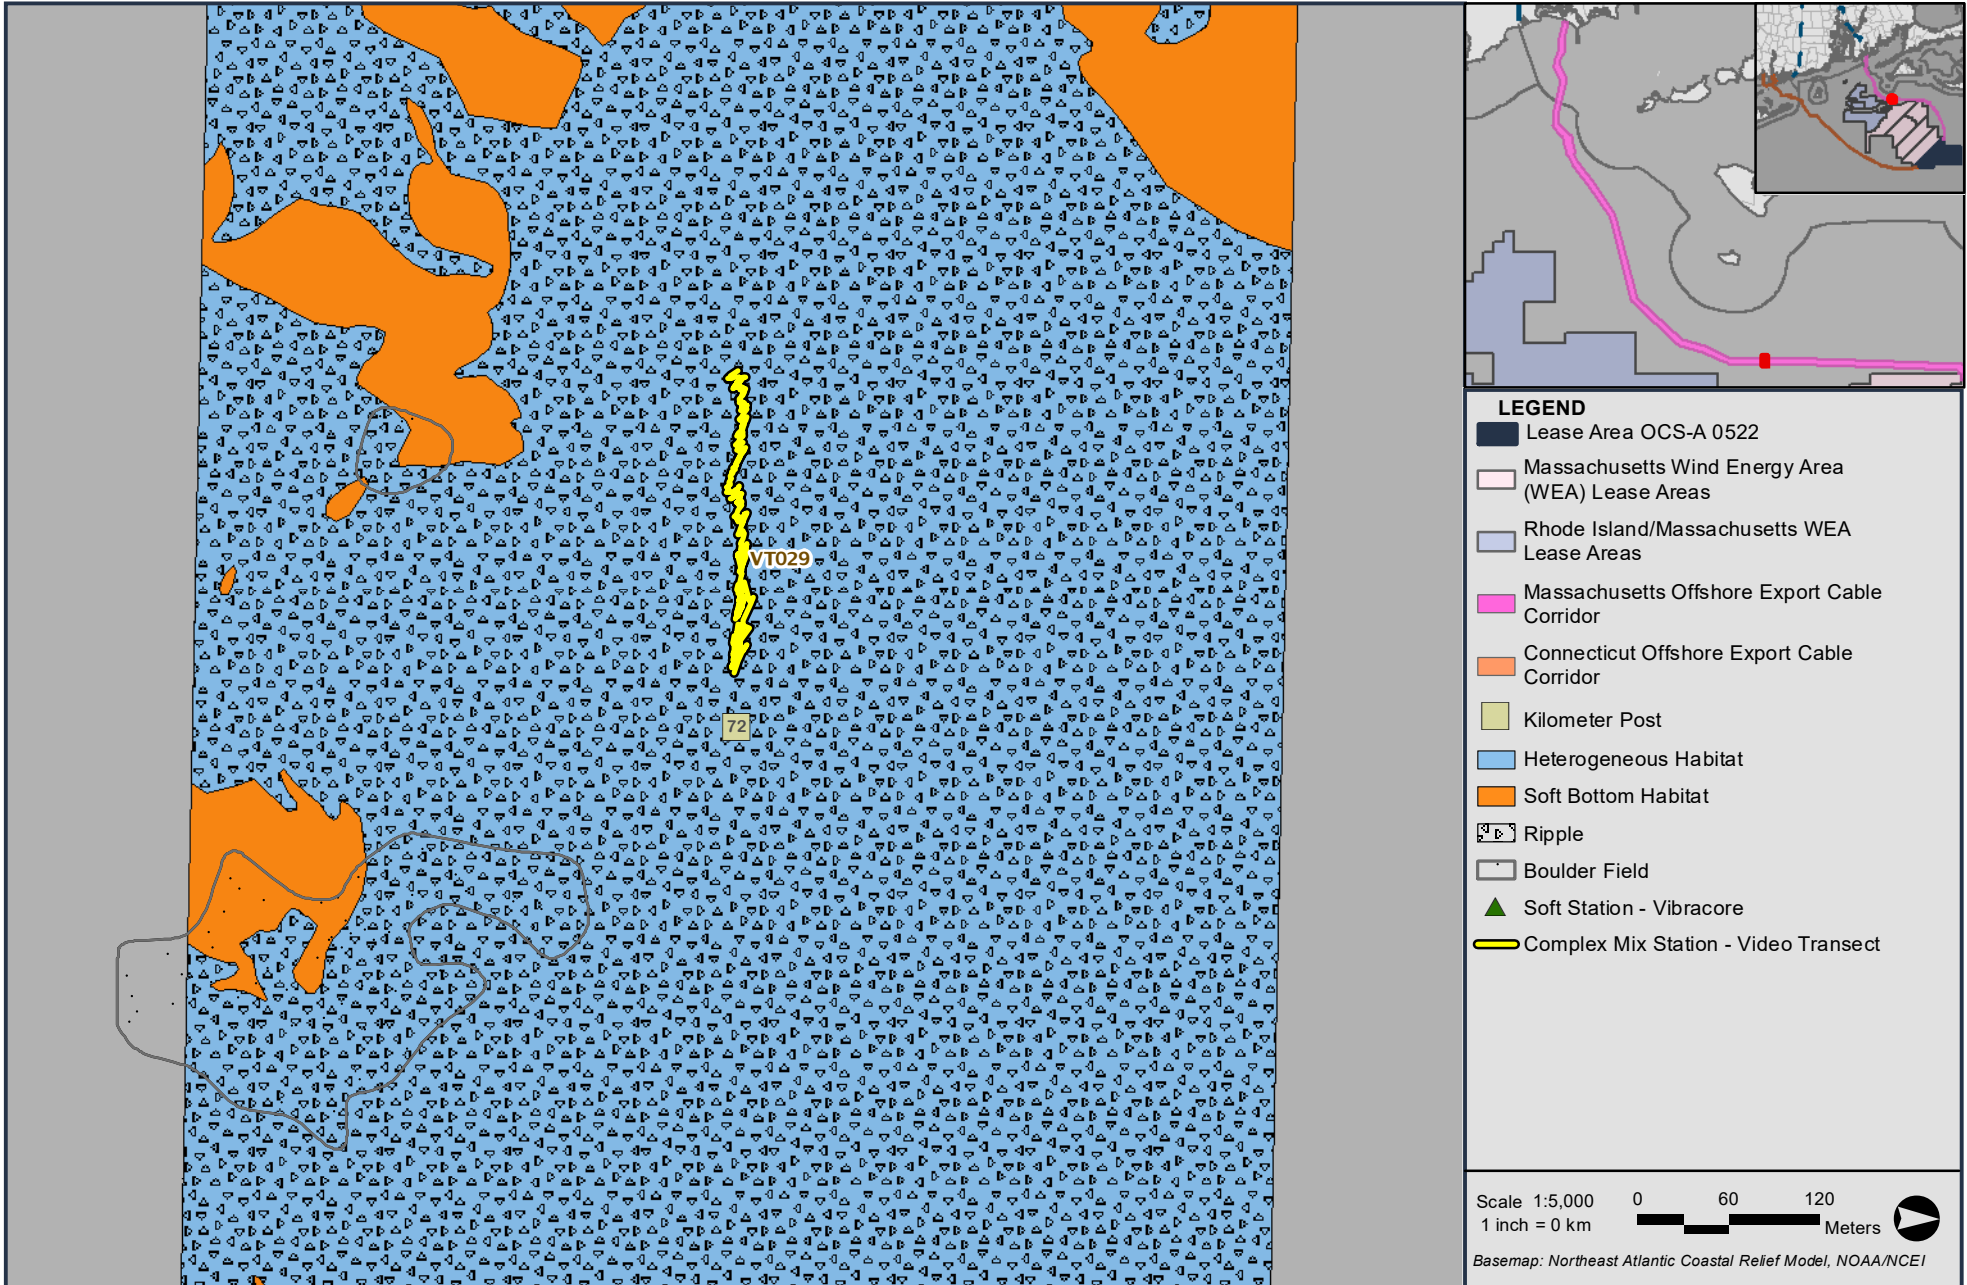 VT029
72
LEGEND
Lease Area OCS-A 0522
Massachusetts Wind Energy Area
(WEA) Lease Areas
Rhode Island/Massachusetts WEA
Lease Areas
Massachusetts Offshore Export Cable
Corridor
Connecticut Offshore Export Cable
Corridor
Kilometer Post
Heterogeneous Habitat
Soft Bottom Habitat
Ripple
Boulder Field
Soft Station - Vibracore
Complex Mix Station - Video Transect
Scale 1:5,000
1 inch = 0 km
0 60 120
Meters
Basemap: Northeast Atlantic Coastal Relief Model, NOAA/NCEI